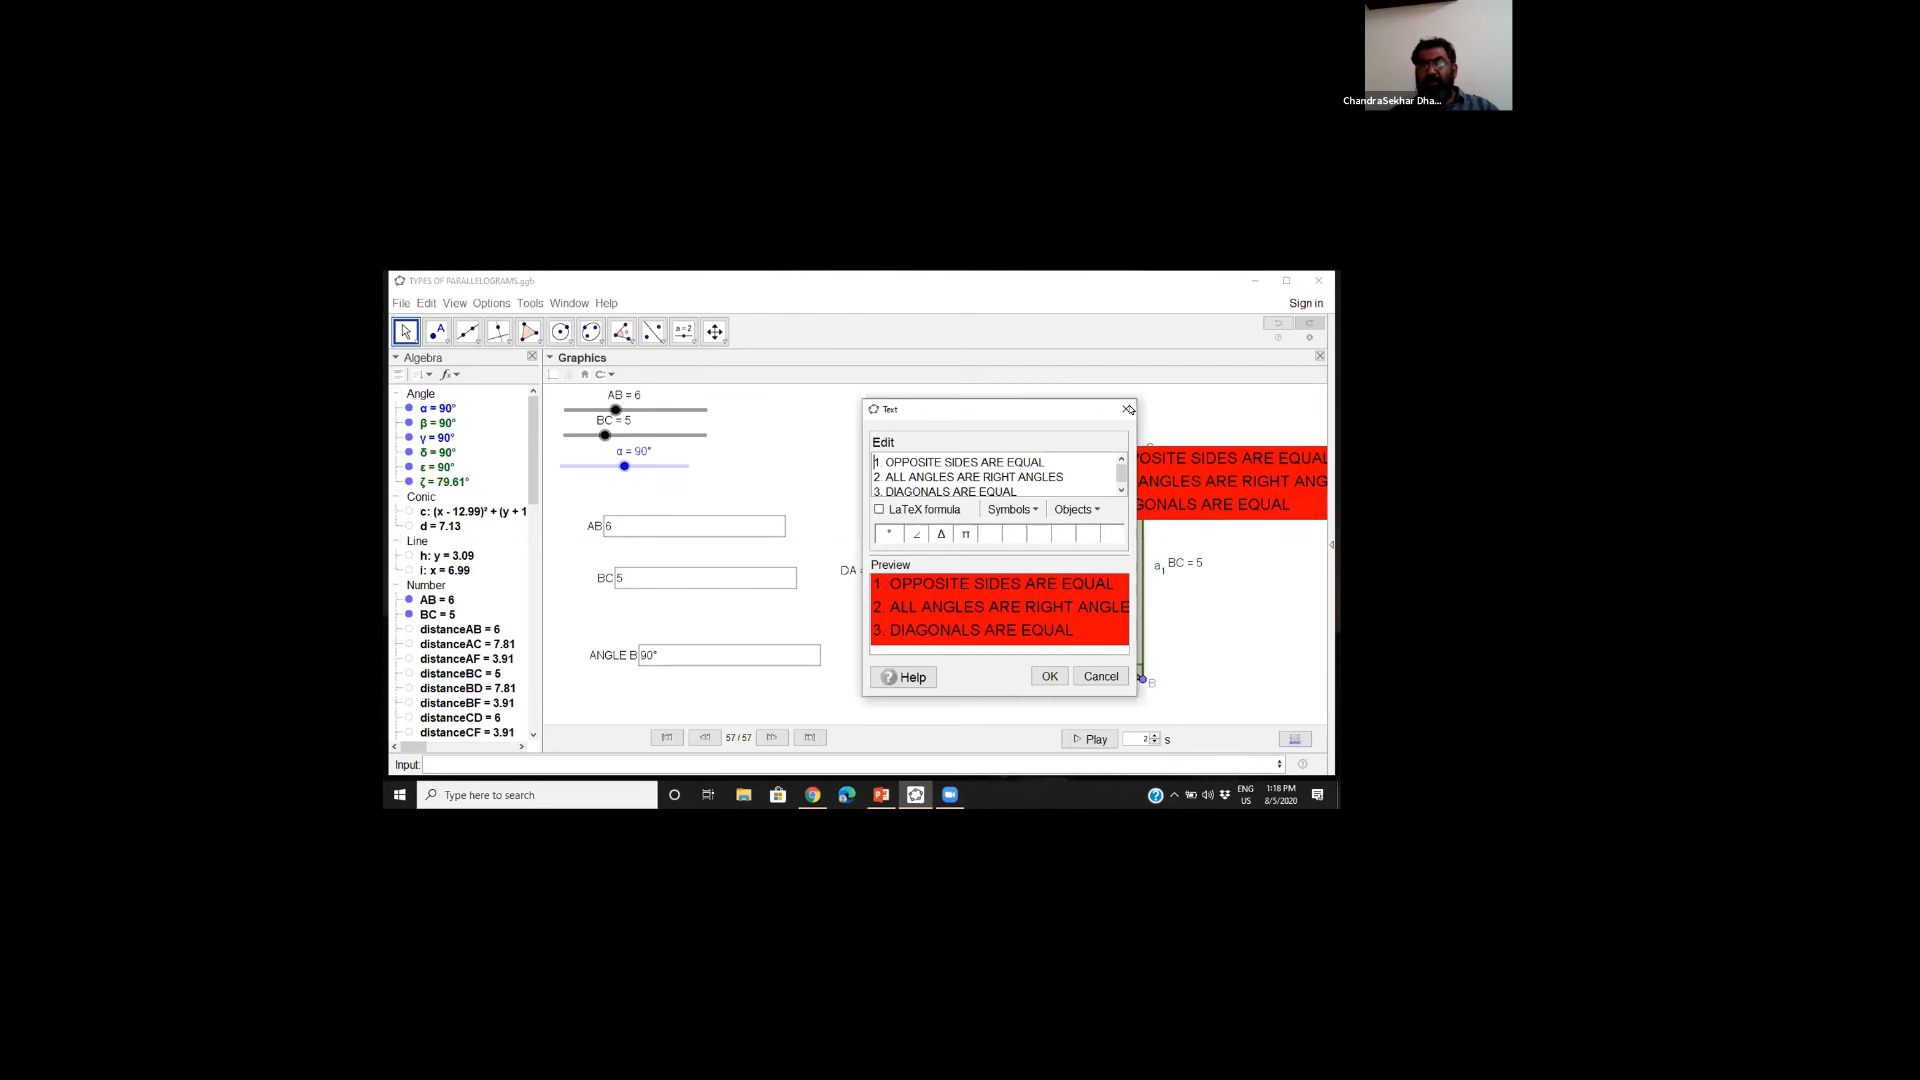 ChandraSekhar Dha...
TYPES OF PARALLELOGRAMS.ggb
File Edit View Options Tools Window Help
Sign in
A
a=2
Algebra
Graphics
fx
C:
Angle
α = 90°
β = 90°
γ = 90°
δ = 90°
ε = 90°
ζ = 79.61°
Conic
c: (x - 12.99)² + (y + 1
d = 7.13
Line
h: y = 3.09
i: x = 6.99
Number
AB = 6
BC = 5
distanceAB = 6
distanceAC = 7.81
distanceAF = 3.91
distanceBC = 5
distanceBD = 7.81
distanceBF = 3.91
distanceCD = 6
distanceCF = 3.91
AB = 6
BC = 5
α = 90°
AB 6
BC 5
ANGLE B 90°
DA =
Text
Edit
1. OPPOSITE SIDES ARE EQUAL
2. ALL ANGLES ARE RIGHT ANGLES
3. DIAGONALS ARE EQUAL
LaTeX formula Symbols Objects
° ∠ Δ π
Preview
1. OPPOSITE SIDES ARE EQUAL
2. ALL ANGLES ARE RIGHT ANGLE
3. DIAGONALS ARE EQUAL
? Help
OK
Cancel
POSITE SIDES ARE EQUAL
ANGLES ARE RIGHT ANG
GONALS ARE EQUAL
a₁ BC = 5
B
57 / 57
Play
2 s
Input:
Type here to search
ENG
US
1:18 PM
8/5/2020